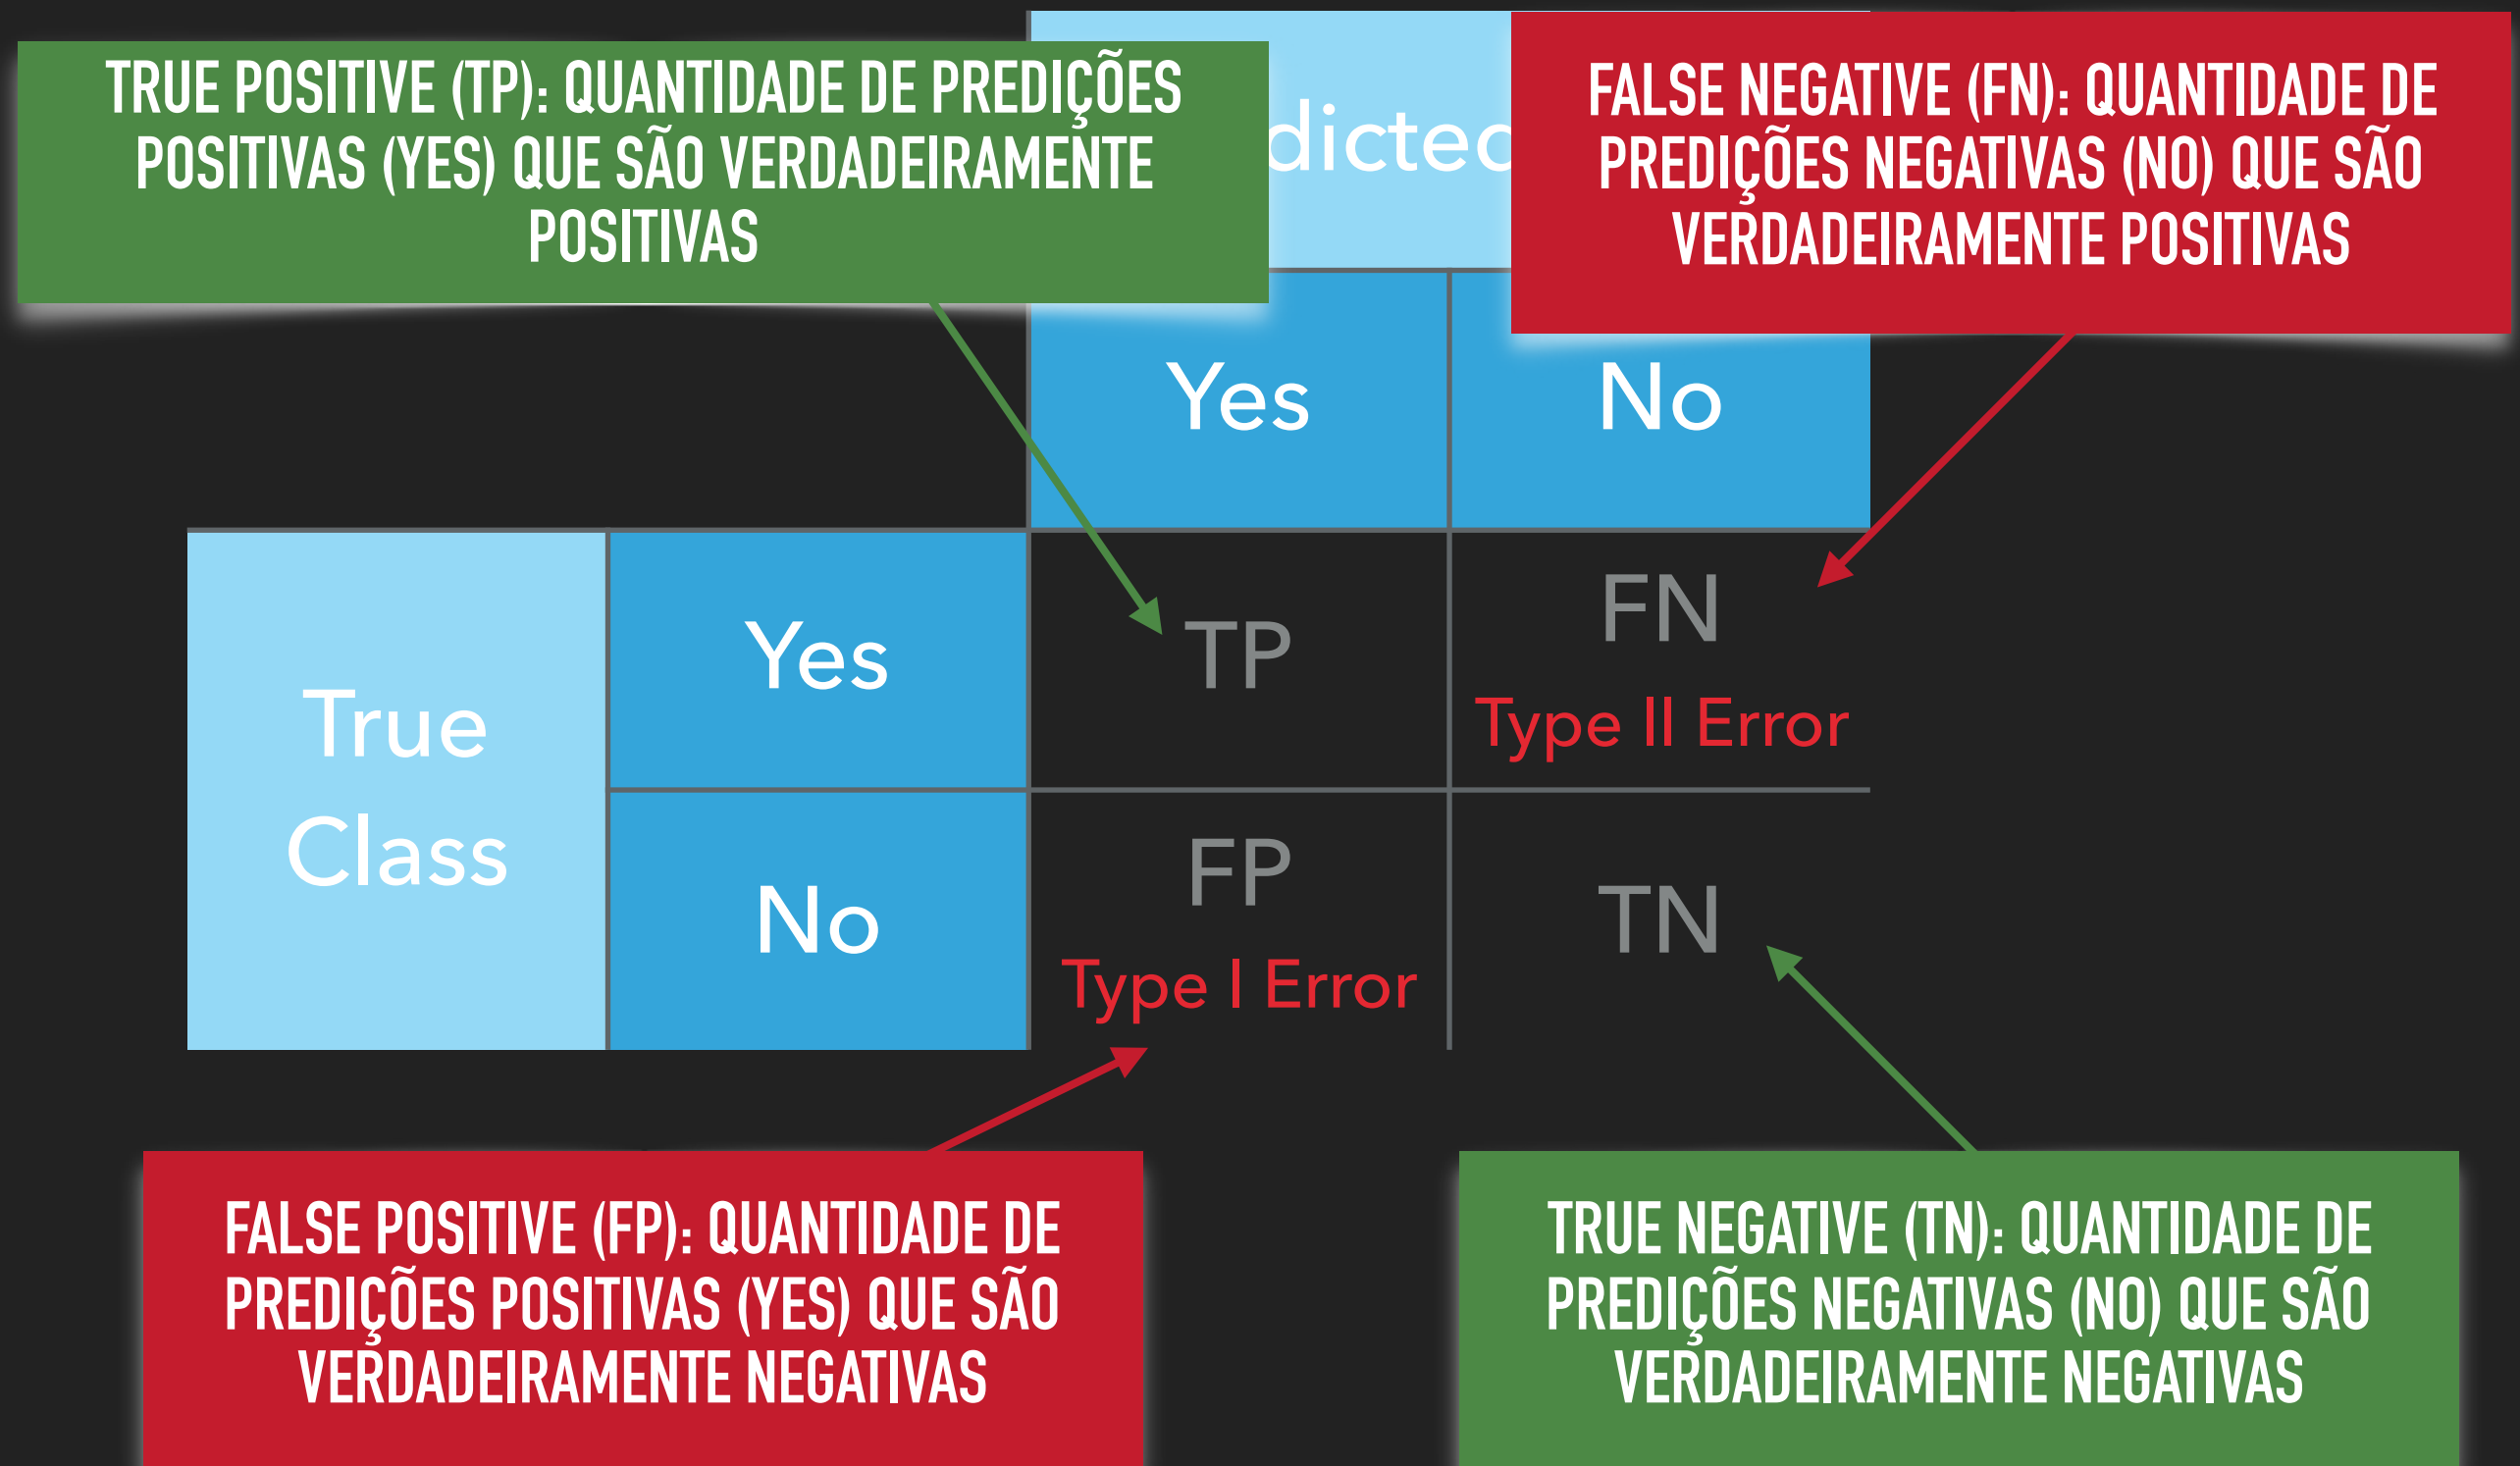 TRUE POSITIVE (TP): QUANTIDADE DE PREDIÇÕES
POSITIVAS (YES) QUE SÃO VERDADEIRAMENTE
POSITIVAS
FALSE NEGATIVE (FN): QUANTIDADE DE
PREDIÇÕES NEGATIVAS (NO) QUE SÃO
VERDADEIRAMENTE POSITIVAS
Yes
No
True
Class
Yes
TP
FN
Type II Error
No
FP
Type I Error
TN
FALSE POSITIVE (FP): QUANTIDADE DE
PREDIÇÕES POSITIVAS (YES) QUE SÃO
VERDADEIRAMENTE NEGATIVAS
TRUE NEGATIVE (TN): QUANTIDADE DE
PREDIÇÕES NEGATIVAS (NO) QUE SÃO
VERDADEIRAMENTE NEGATIVAS